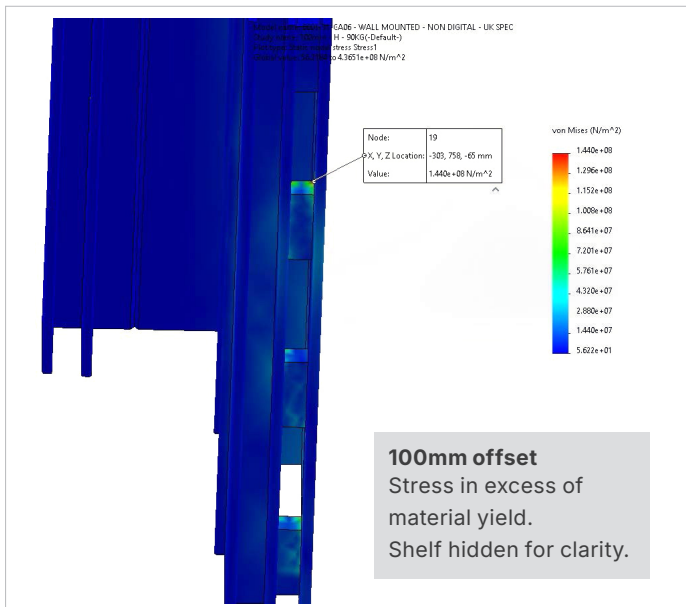 CA06 - WALL MOUNTED - NON DIGITAL - UK SPEC
H - 90KG(-Default-)
stress Stress1
to 4.3651e+08 N/m^2
Node: 19
X, Y, Z Location: -303, 758, -65 mm
Value: 1.440e+08 N/m^2
von Mises (N/m^2)
1.440e+08
1.296e+08
1.152e+08
1.008e+08
8.641e+07
7.201e+07
5.761e+07
4.320e+07
2.880e+07
1.440e+07
5.622e+01
100mm offset
Stress in excess of
material yield.
Shelf hidden for clarity.